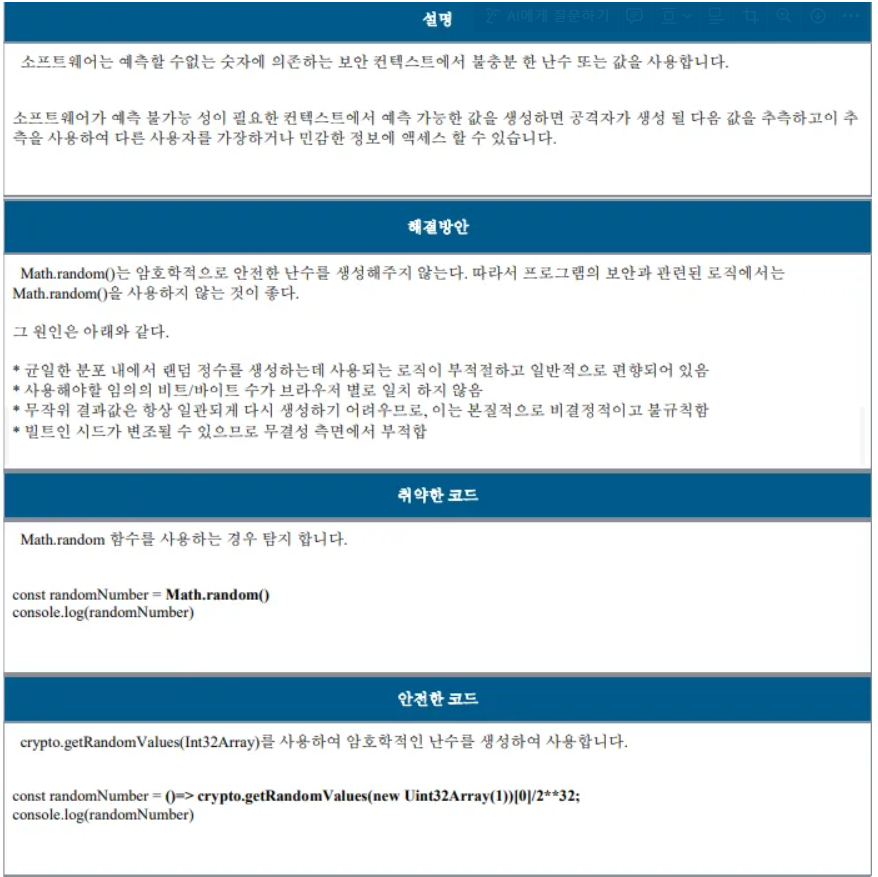 설명
AI에게 질문하기
소프트웨어는 예측할 수없는 숫자에 의존하는 보안 컨텍스트에서 불충분 한 난수 또는 값을 사용합니다.
소프트웨어가 예측 불가능 성이 필요한 컨텍스트에서 예측 가능한 값을 생성하면 공격자가 생성 될 다음 값을 추측하고이 추
측을 사용하여 다른 사용자를 가장하거나 민감한 정보에 액세스 할 수 있습니다.
해결방안
Math.random()는 암호학적으로 안전한 난수를 생성해주지 않는다. 따라서 프로그램의 보안과 관련된 로직에서는
Math.random()을 사용하지 않는 것이 좋다.
그 원인은 아래와 같다.
* 균일한 분포 내에서 랜덤 정수를 생성하는데 사용되는 로직이 부적절하고 일반적으로 편향되어 있음
* 사용해야할 임의의 비트/바이트 수가 브라우저 별로 일치 하지 않음
* 무작위 결과값은 항상 일관되게 다시 생성하기 어려우므로, 이는 본질적으로 비결정적이고 불규칙함
* 빌트인 시드가 변조될 수 있으므로 무결성 측면에서 부적합
취약한 코드
Math.random 함수를 사용하는 경우 탐지 합니다.
const randomNumber = Math.random()
console.log(randomNumber)
안전한 코드
crypto.getRandomValues(Int32Array)를 사용하여 암호학적인 난수를 생성하여 사용합니다.
const randomNumber = ()=> crypto.getRandomValues(new Uint32Array(1))[0]/2**32;
console.log(randomNumber)